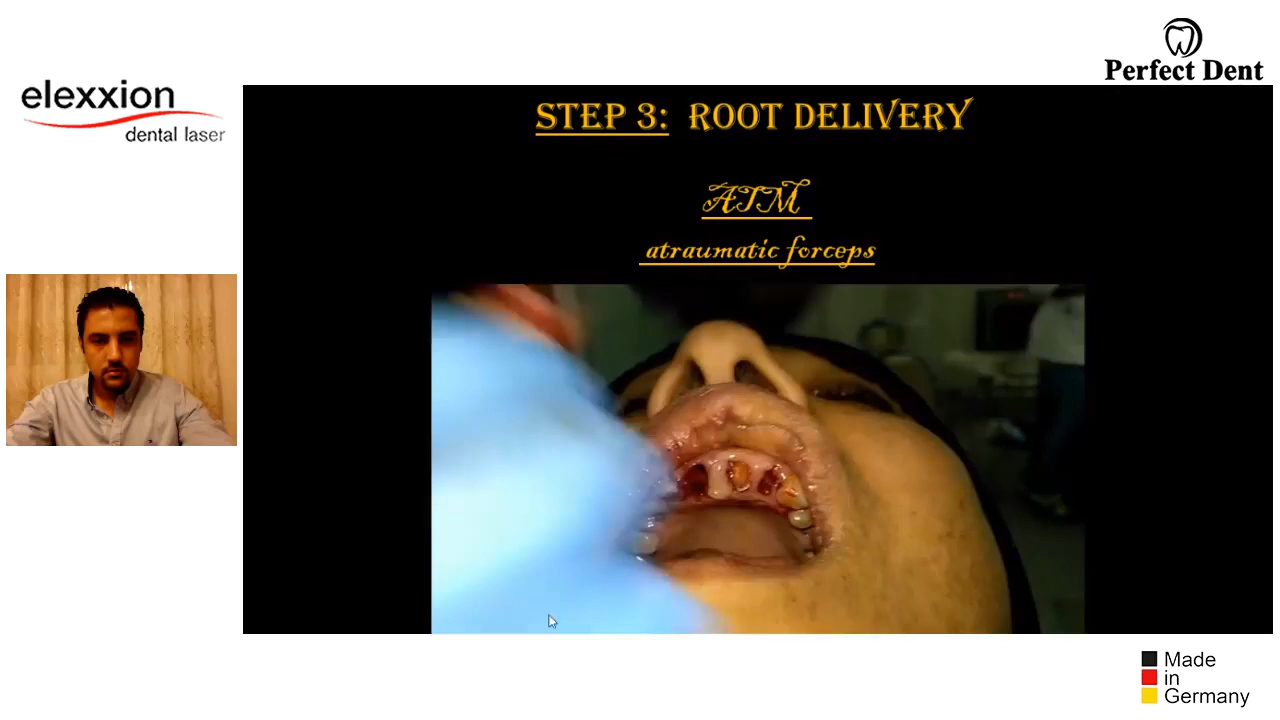 Perfect Dent
elexxion
dental laser
STEP 3: ROOT DELIVERY
ATM
atraumatic forceps
Made
in
Germany